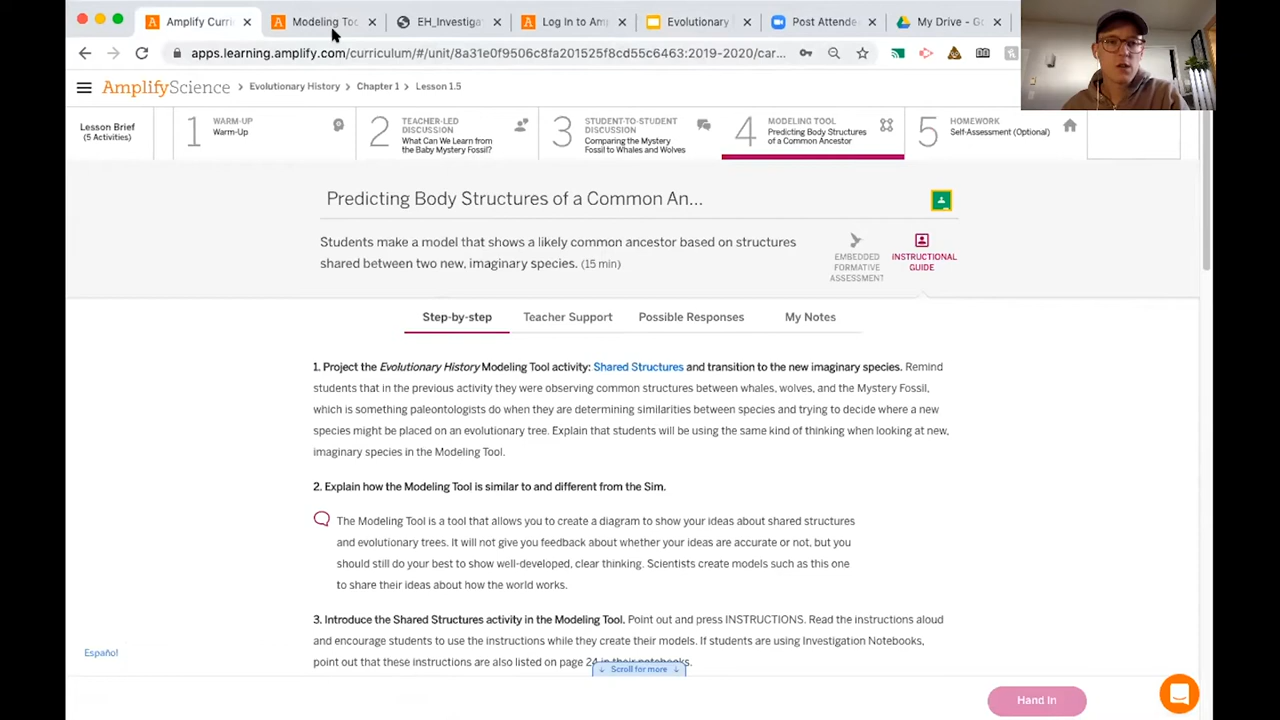 Amplify Curri
Modeling Too
EH_Investiga
Log In to Am
Evolutionary
Post Attende
My Drive - Go
apps.learning.amplify.com/curriculum/#/unit/8a31e0f9506c8fa201525f8cd55c6463:2019-2020/car...
AmplifyScience > Evolutionary History > Chapter 1 > Lesson 1.5
Lesson Brief
(5 Activities)
1
WARM-UP
Warm-Up
2
TEACHER-LED
DISCUSSION
What Can We Learn from
the Baby Mystery Fossil?
3
STUDENT-TO-STUDENT
DISCUSSION
Comparing the Mystery
Fossil to Whales and Wolves
4
MODELING TOOL
Predicting Body Structures
of a Common Ancestor
5
HOMEWORK
Self-Assessment (Optional)
Predicting Body Structures of a Common An...
Students make a model that shows a likely common ancestor based on structures
shared between two new, imaginary species. (15 min)
EMBEDDED
FORMATIVE
ASSESSMENT
INSTRUCTIONAL
GUIDE
Step-by-step
Teacher Support
Possible Responses
My Notes
1. Project the Evolutionary History Modeling Tool activity: Shared Structures and transition to the new imaginary species. Remind
students that in the previous activity they were observing common structures between whales, wolves, and the Mystery Fossil,
which is something paleontologists do when they are determining similarities between species and trying to decide where a new
species might be placed on an evolutionary tree. Explain that students will be using the same kind of thinking when looking at new,
imaginary species in the Modeling Tool.
2. Explain how the Modeling Tool is similar to and different from the Sim.
The Modeling Tool is a tool that allows you to create a diagram to show your ideas about shared structures
and evolutionary trees. It will not give you feedback about whether your ideas are accurate or not, but you
should still do your best to show well-developed, clear thinking. Scientists create models such as this one
to share their ideas about how the world works.
3. Introduce the Shared Structures activity in the Modeling Tool. Point out and press INSTRUCTIONS. Read the instructions aloud
and encourage students to use the instructions while they create their models. If students are using Investigation Notebooks,
point out that these instructions are also listed on page 24 in their notebooks.
Scroll for more
Español
Hand In